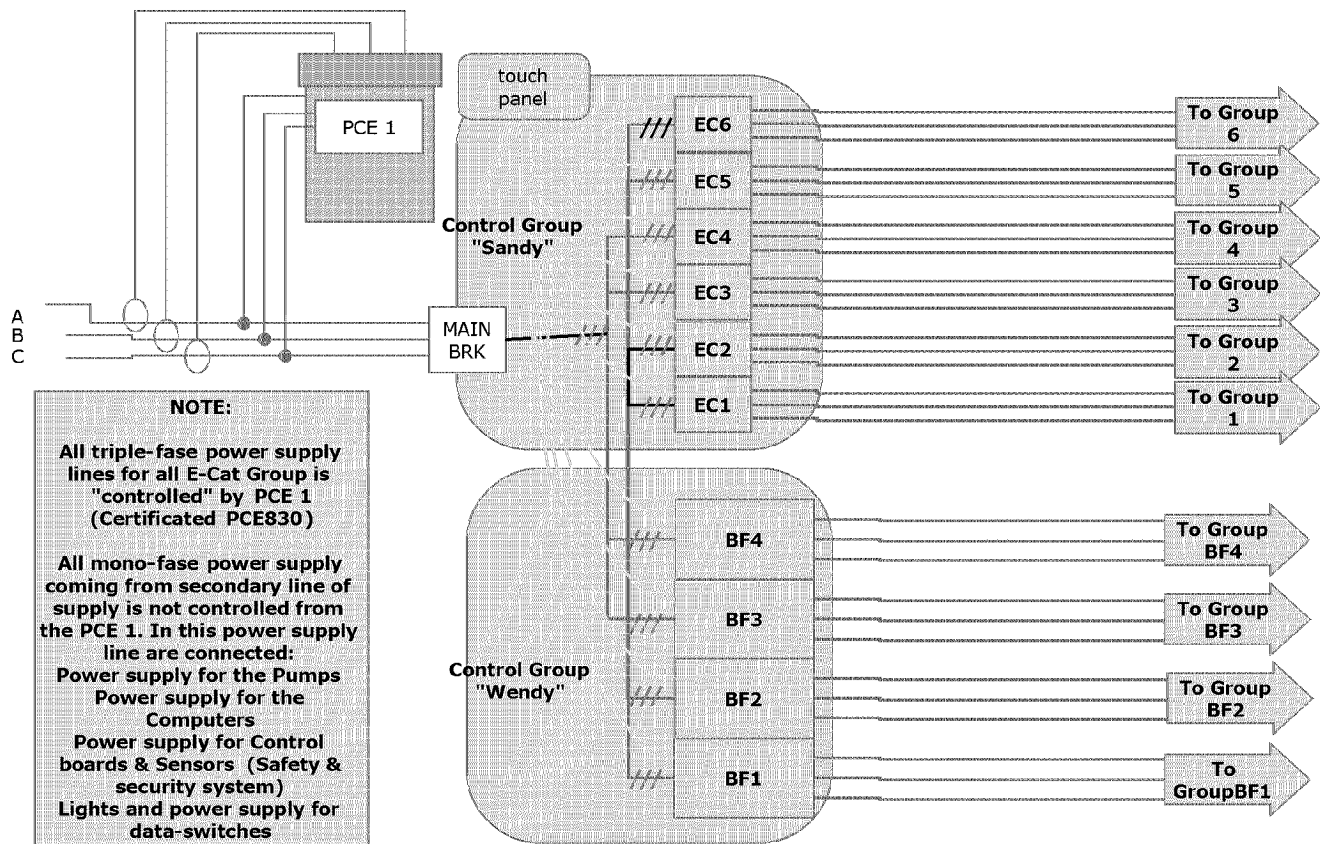 touch
panel
PCE 1
EC6
To Group
6
EC5
To Group
5
Control Group
"Sandy"
EC4
To Group
4
EC3
To Group
3
A
B
C
MAIN
BRK
EC2
To Group
2
EC1
To Group
1
NOTE:
All triple-fase power supply
lines for all E-Cat Group is
"controlled" by PCE 1
(Certificated PCE830)
All mono-fase power supply
coming from secondary line of
supply is not controlled from
the PCE 1. In this power supply
line are connected:
Power supply for the Pumps
Power supply for the
Computers
Power supply for Control
boards & Sensors (Safety &
security system)
Lights and power supply for
data-switches
BF4
To Group
BF4
BF3
To Group
BF3
Control Group
"Wendy"
BF2
To Group
BF2
BF1
To
GroupBF1